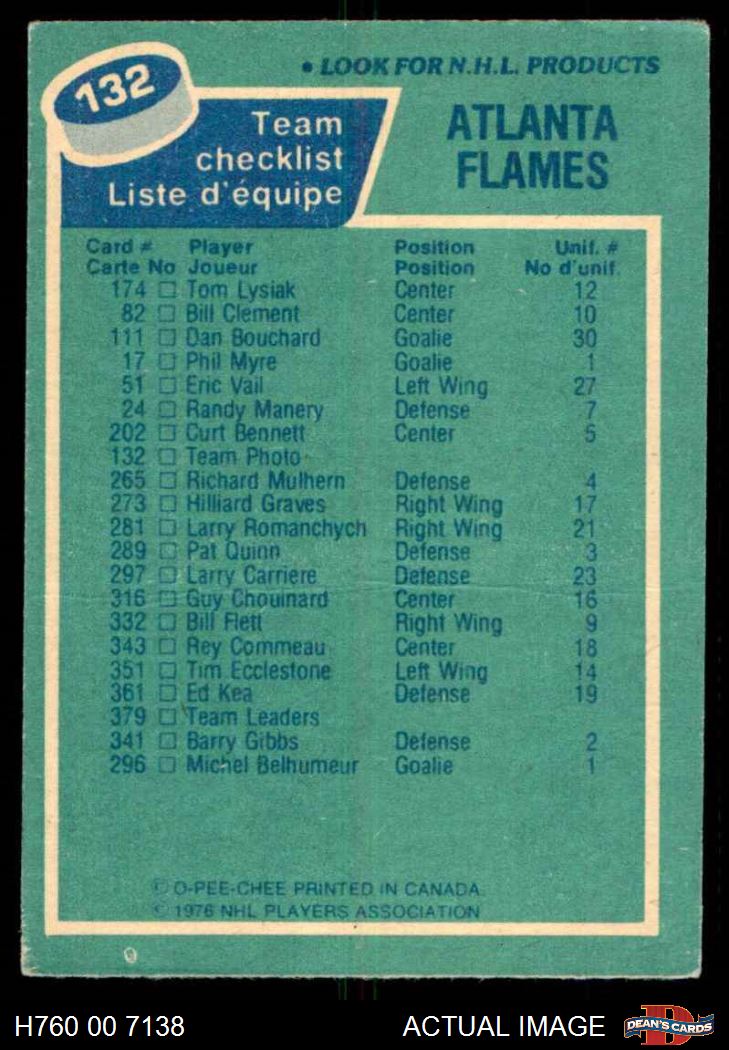 132
• LOOK FOR N.H.L. PRODUCTS
Team checklist
Liste d'équipe
ATLANTA
FLAMES
Card # Player Position Unif. #
Carte No Joueur Position No d'unif.
174 Tom Lysiak Center 12
82 Bill Clement Center 10
111 Dan Bouchard Goalie 30
17 Phil Myre Goalie 1
51 Eric Vail Left Wing 27
24 Randy Manery Defense 7
202 Curt Bennett Center 5
132 Team Photo
265 Richard Mulhern Defense 4
273 Hilliard Graves Right Wing 17
281 Larry Romanchych Right Wing 21
289 Pat Quinn Defense 3
297 Larry Carriere Defense 23
316 Guy Chouinard Center 16
332 Bill Flett Right Wing 9
343 Rey Commeau Center 18
351 Tim Ecclestone Left Wing 14
361 Ed Kea Defense 19
379 Team Leaders
341 Barry Gibbs Defense 2
296 Michel Belhumeur Goalie 1
© O-PEE-CHEE PRINTED IN CANADA.
© 1976 NHL PLAYERS ASSOCIATION
H760 00 7138 ACTUAL IMAGE DEAN'S CARDS